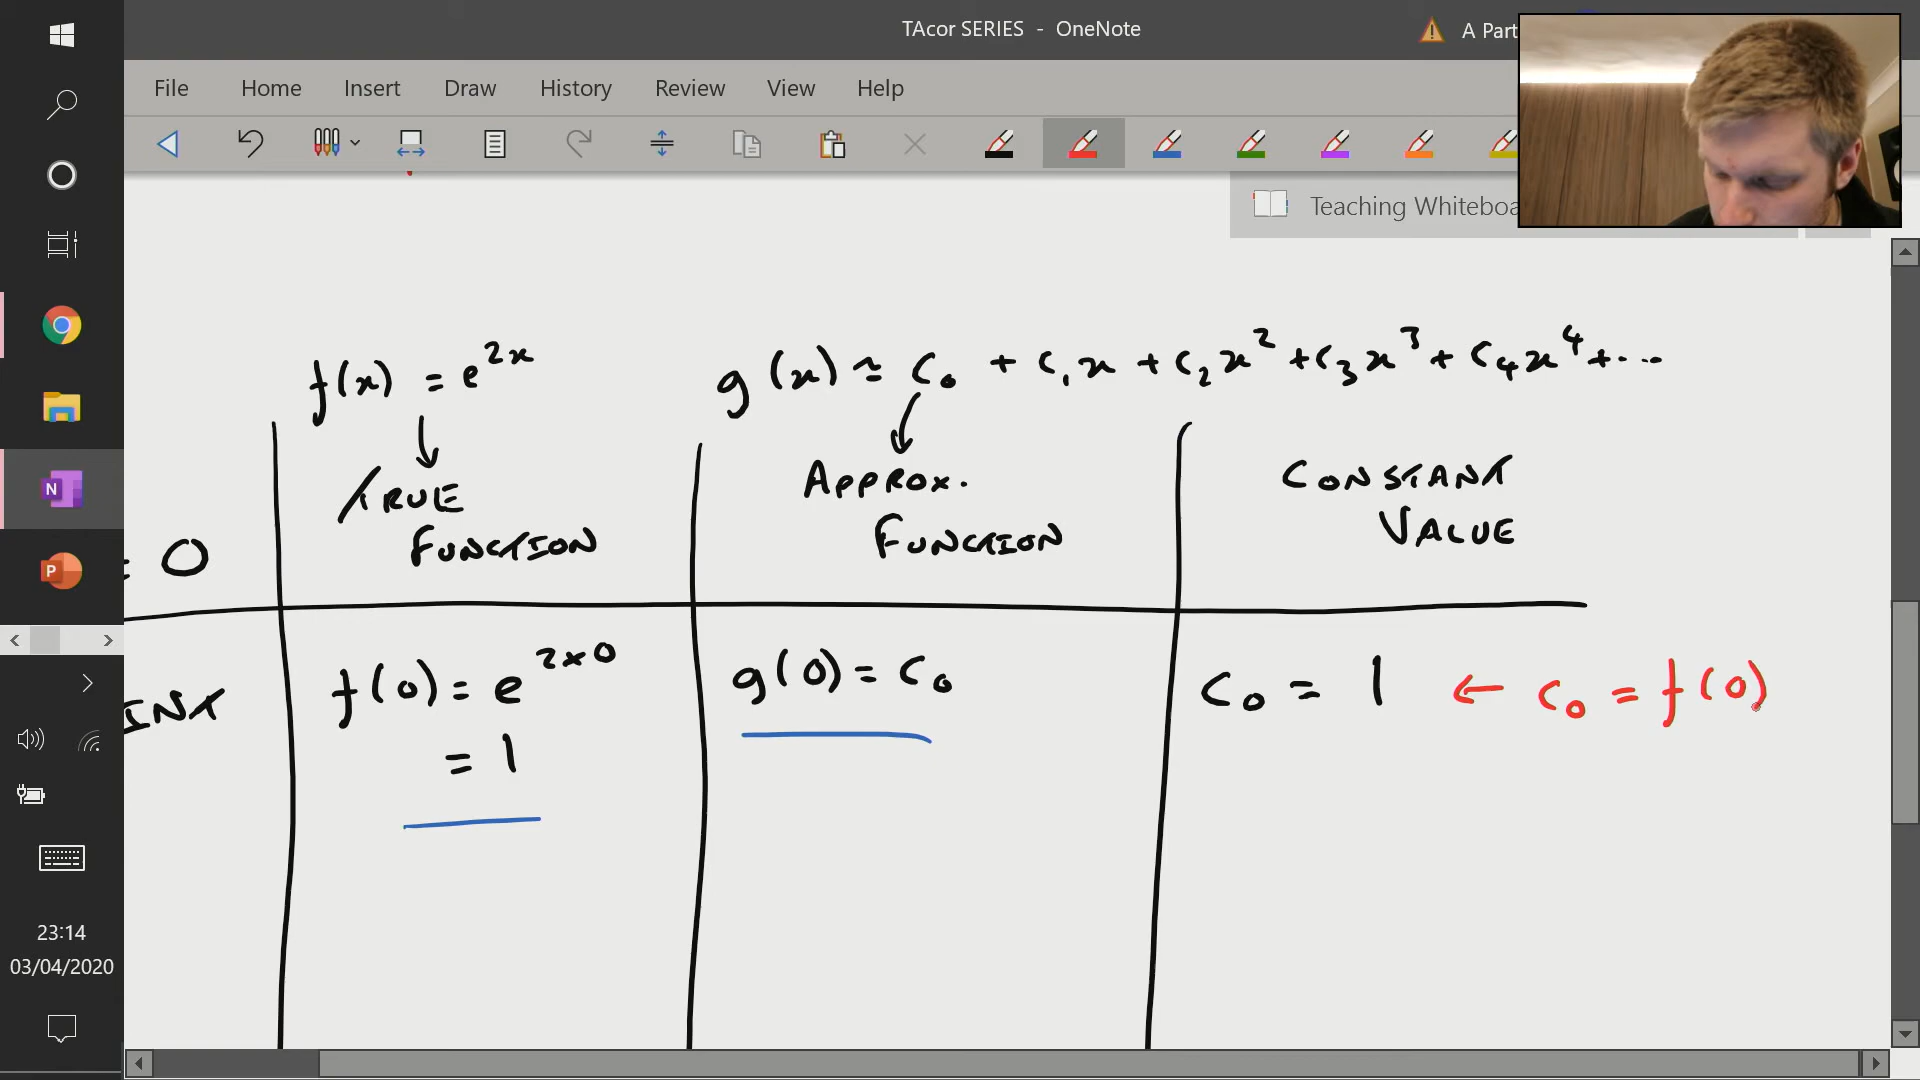 TAcor SERIES - OneNote
A Part
File Home Insert Draw History Review View Help
Teaching Whiteboa
f(x) = e^2x
g(x) ≈ c₀ + c₁x + c₂x² + c₃x³ + c₄x⁴ + ...
TRUE FUNCTION
APPROX. FUNCTION
CONSTANT VALUE
= 0
INT
f(0) = e^2×0
= 1
g(0) = c₀
c₀ = 1 ← c₀ = f(0)
N
P
23:14
03/04/2020